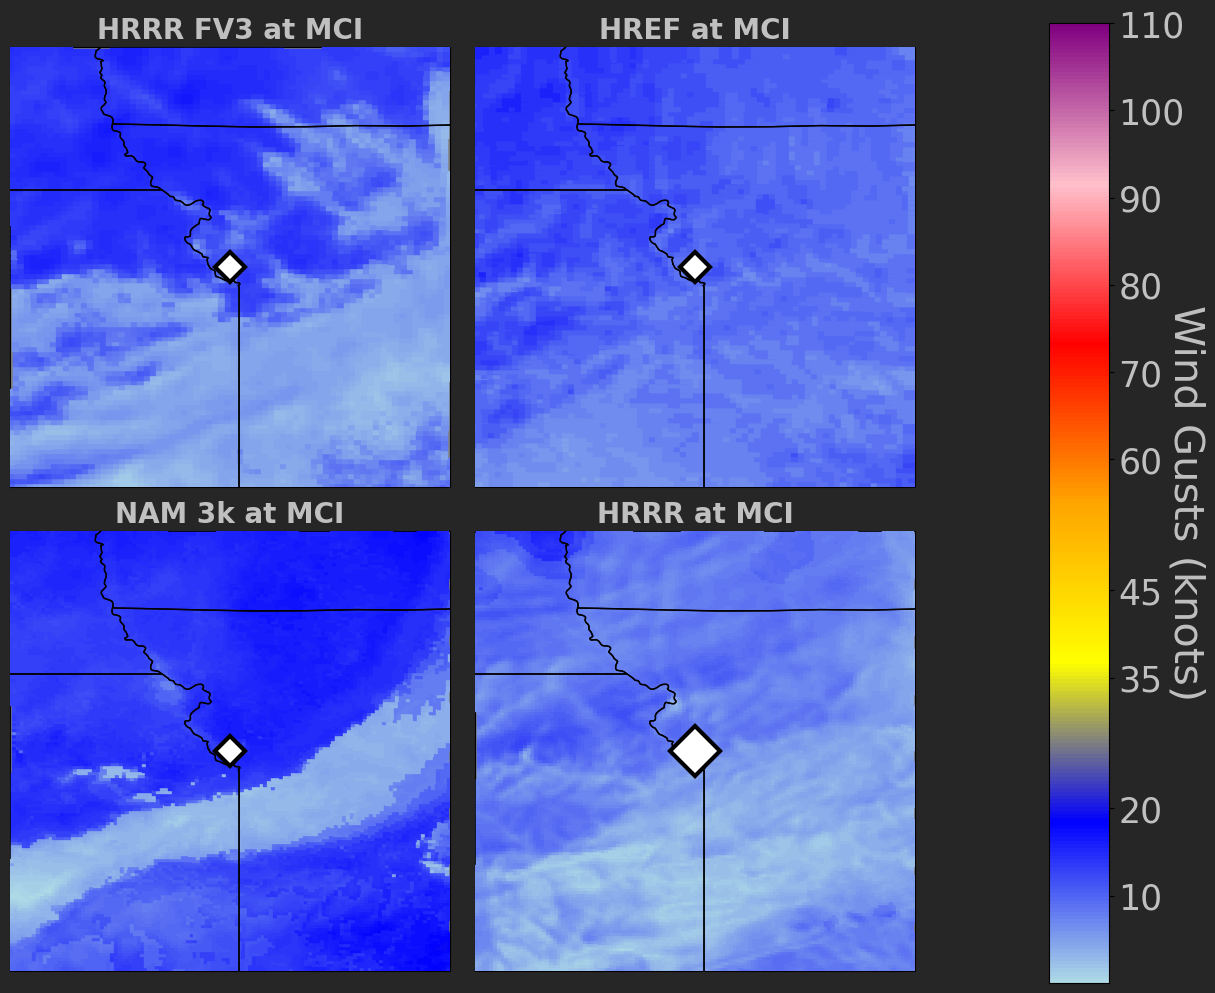 HRRR FV3 at MCI
HREF at MCI
NAM 3k at MCI
HRRR at MCI
110
100
90
80
70
60
45
35
20
10
Wind Gusts (knots)